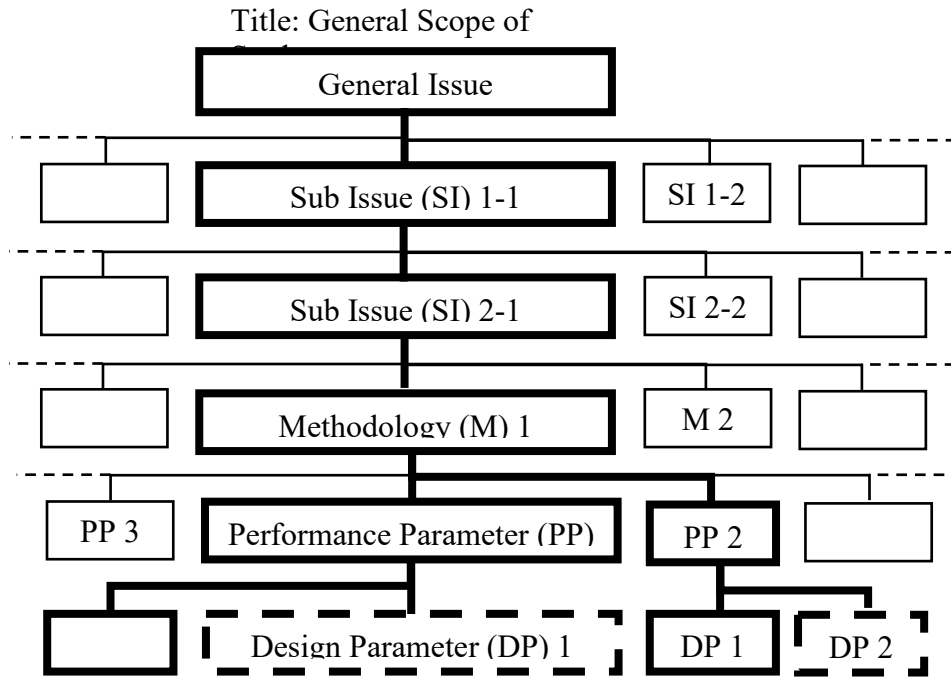 Title: General Scope of
General Issue
Sub Issue (SI) 1-1
SI 1-2
Sub Issue (SI) 2-1
SI 2-2
Methodology (M) 1
M 2
PP 3
Performance Parameter (PP)
PP 2
Design Parameter (DP) 1
DP 1
DP 2